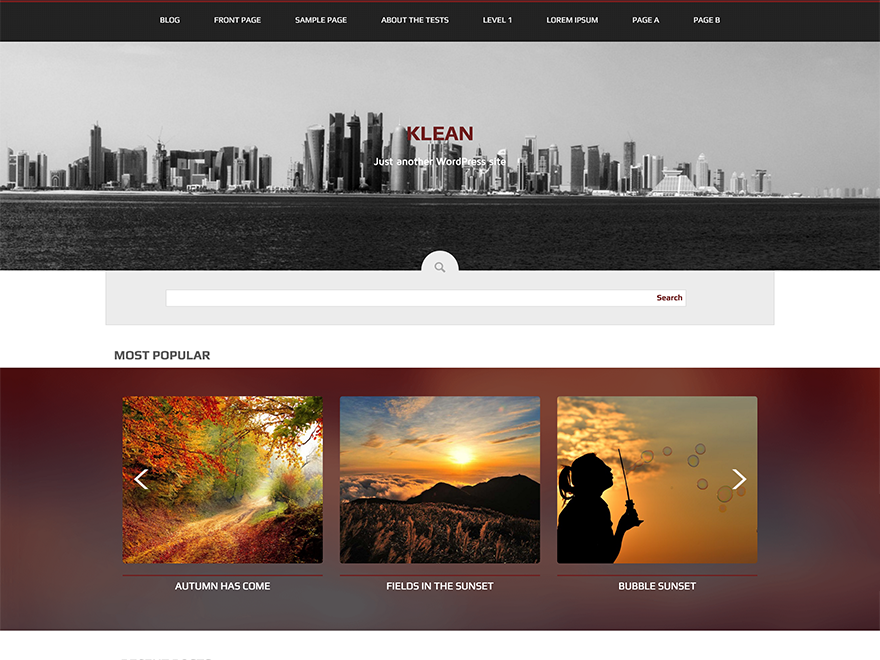 BLOG FRONT PAGE SAMPLE PAGE ABOUT THE TESTS LEVEL 1 LOREM IPSUM PAGE A PAGE B
KLEAN
Just another WordPress site
Search
MOST POPULAR
AUTUMN HAS COME FIELDS IN THE SUNSET BUBBLE SUNSET